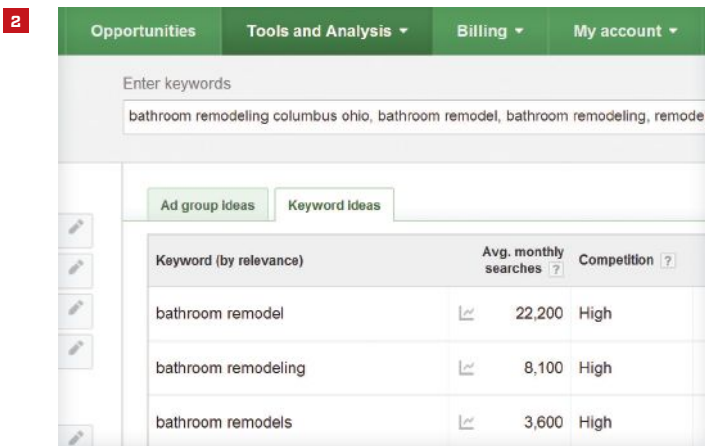 2
Opportunities Tools and Analysis Billing My account
Enter keywords
bathroom remodeling columbus ohio, bathroom remodel, bathroom remodeling, remode
Ad group ideas Keyword ideas
Keyword (by relevance) Avg. monthly searches ? Competition ?
bathroom remodel 22,200 High
bathroom remodeling 8,100 High
bathroom remodels 3,600 High